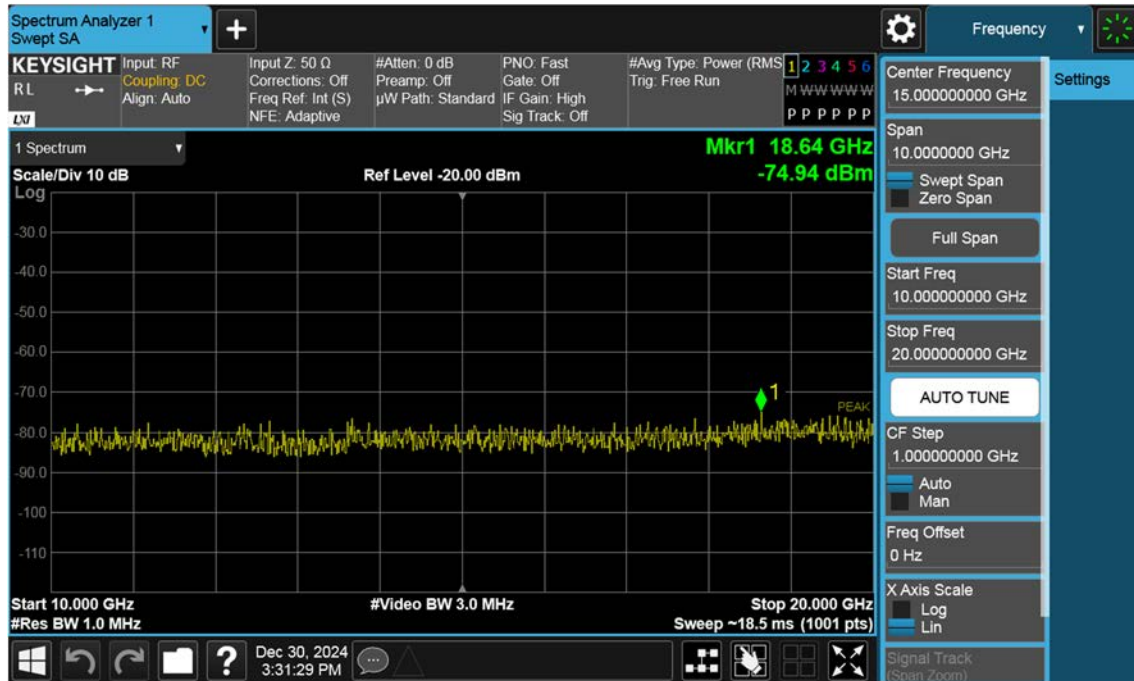 Spectrum Analyzer 1
Swept SA
Frequency
KEYSIGHT
RL
LXI
Input: RF
Coupling: DC
Align: Auto
Input Z: 50 Ω
Corrections: Off
Freq Ref: Int (S)
NFE: Adaptive
#Atten: 0 dB
Preamp: Off
µW Path: Standard
PNO: Fast
Gate: Off
IF Gain: High
Sig Track: Off
#Avg Type: Power (RMS
Trig: Free Run
1 2 3 4 5 6
M W W W W W
P P P P P P
Center Frequency
15.000000000 GHz
Settings
1 Spectrum
Mkr1 18.64 GHz
-74.94 dBm
Scale/Div 10 dB
Ref Level -20.00 dBm
Log
-30.0
-40.0
-50.0
-60.0
-70.0
-80.0
-90.0
-100
-110
1
PEAK
Start 10.000 GHz
#Video BW 3.0 MHz
Stop 20.000 GHz
#Res BW 1.0 MHz
Sweep ~18.5 ms (1001 pts)
Span
10.0000000 GHz
Swept Span
Zero Span
Full Span
Start Freq
10.000000000 GHz
Stop Freq
20.000000000 GHz
AUTO TUNE
CF Step
1.000000000 GHz
Auto
Man
Freq Offset
0 Hz
X Axis Scale
Log
Lin
Signal Track
(Span Zoom)
?
Dec 30, 2024
3:31:29 PM